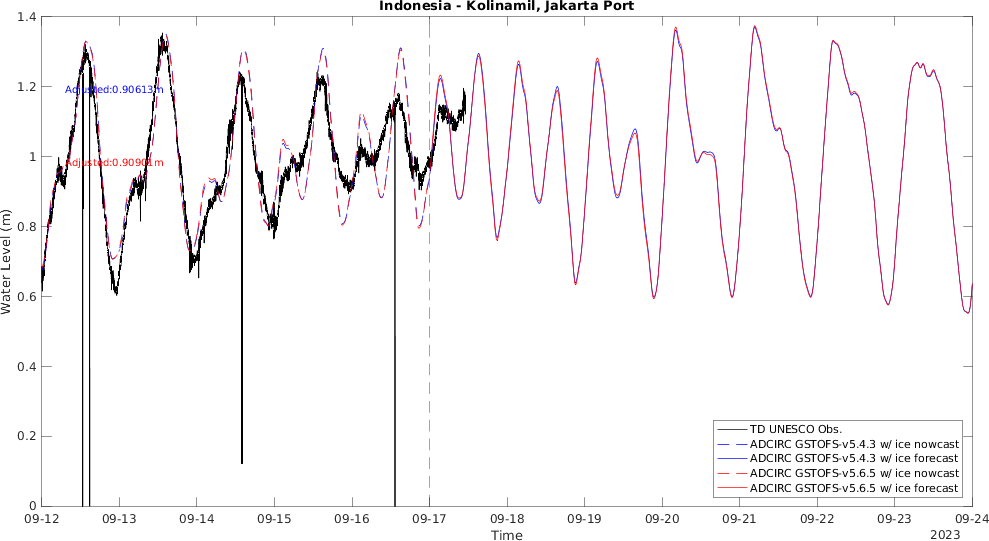 Indonesia - Kolinamil, Jakarta Port
1.4
1.2
1
0.8
0.6
0.4
0.2
0
Water Level (m)
Adjusted:0.90613m
Adjusted:0.90901m
TD UNESCO Obs.
ADCIRC GSTOFS-v5.4.3 w/ ice nowcast
ADCIRC GSTOFS-v5.4.3 w/ ice forecast
ADCIRC GSTOFS-v5.6.5 w/ ice nowcast
ADCIRC GSTOFS-v5.6.5 w/ ice forecast
09-12 09-13 09-14 09-15 09-16 09-17 09-18 09-19 09-20 09-21 09-22 09-23 09-24
Time
2023